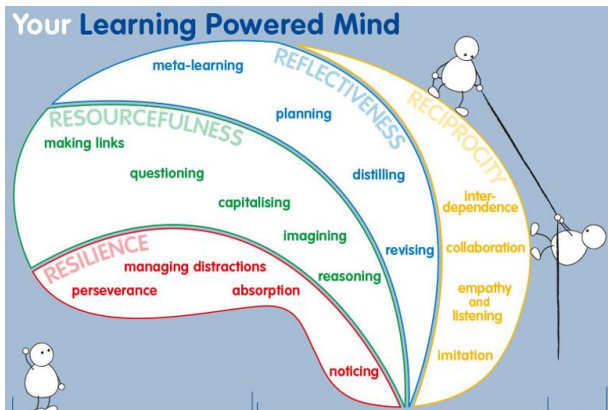 Your Learning Powered Mind
REFLECTIVENESS
meta-learning
planning
distilling
revising
RESOURCEFULNESS
making links
questioning
capitalising
imagining
reasoning
RESILIENCE
managing distractions
perseverance
absorption
noticing
RECIPROCITY
inter-
dependence
collaboration
empathy
and
listening
imitation